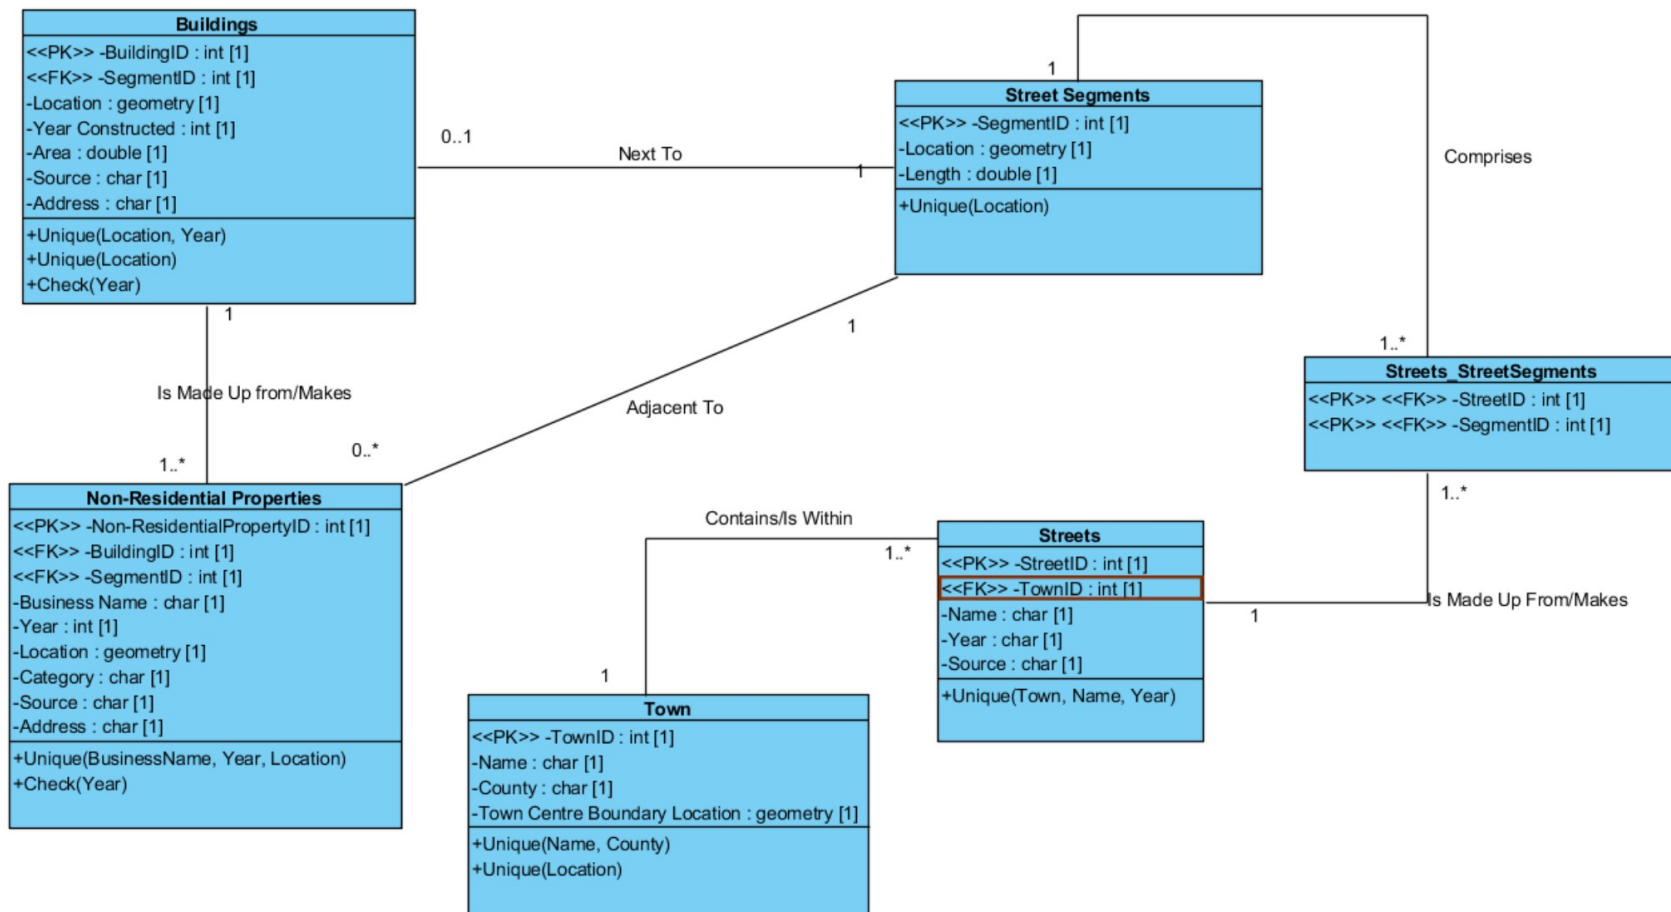 Buildings
<<PK>> -BuildingID : int [1]
<<FK>> -SegmentID : int [1]
-Location : geometry [1]
-Year Constructed : int [1]
-Area : double [1]
-Source : char [1]
-Address : char [1]
+Unique(Location, Year)
+Unique(Location)
+Check(Year)
0..1
Next To
1
1
Street Segments
<<PK>> -SegmentID : int [1]
-Location : geometry [1]
-Length : double [1]
+Unique(Location)
Comprises
1
Is Made Up from/Makes
1..*
0..*
Adjacent To
1
1..*
Streets_StreetSegments
<<PK>> <<FK>> -StreetID : int [1]
<<PK>> <<FK>> -SegmentID : int [1]
1..*
Non-Residential Properties
<<PK>> -Non-ResidentialPropertyID : int [1]
<<FK>> -BuildingID : int [1]
<<FK>> -SegmentID : int [1]
-Business Name : char [1]
-Year : int [1]
-Location : geometry [1]
-Category : char [1]
-Source : char [1]
-Address : char [1]
+Unique(BusinessName, Year, Location)
+Check(Year)
Contains/Is Within
1..*
1
Streets
<<PK>> -StreetID : int [1]
<<FK>> -TownID : int [1]
-Name : char [1]
-Year : char [1]
-Source : char [1]
+Unique(Town, Name, Year)
1
Is Made Up From/Makes
Town
<<PK>> -TownID : int [1]
-Name : char [1]
-County : char [1]
-Town Centre Boundary Location : geometry [1]
+Unique(Name, County)
+Unique(Location)